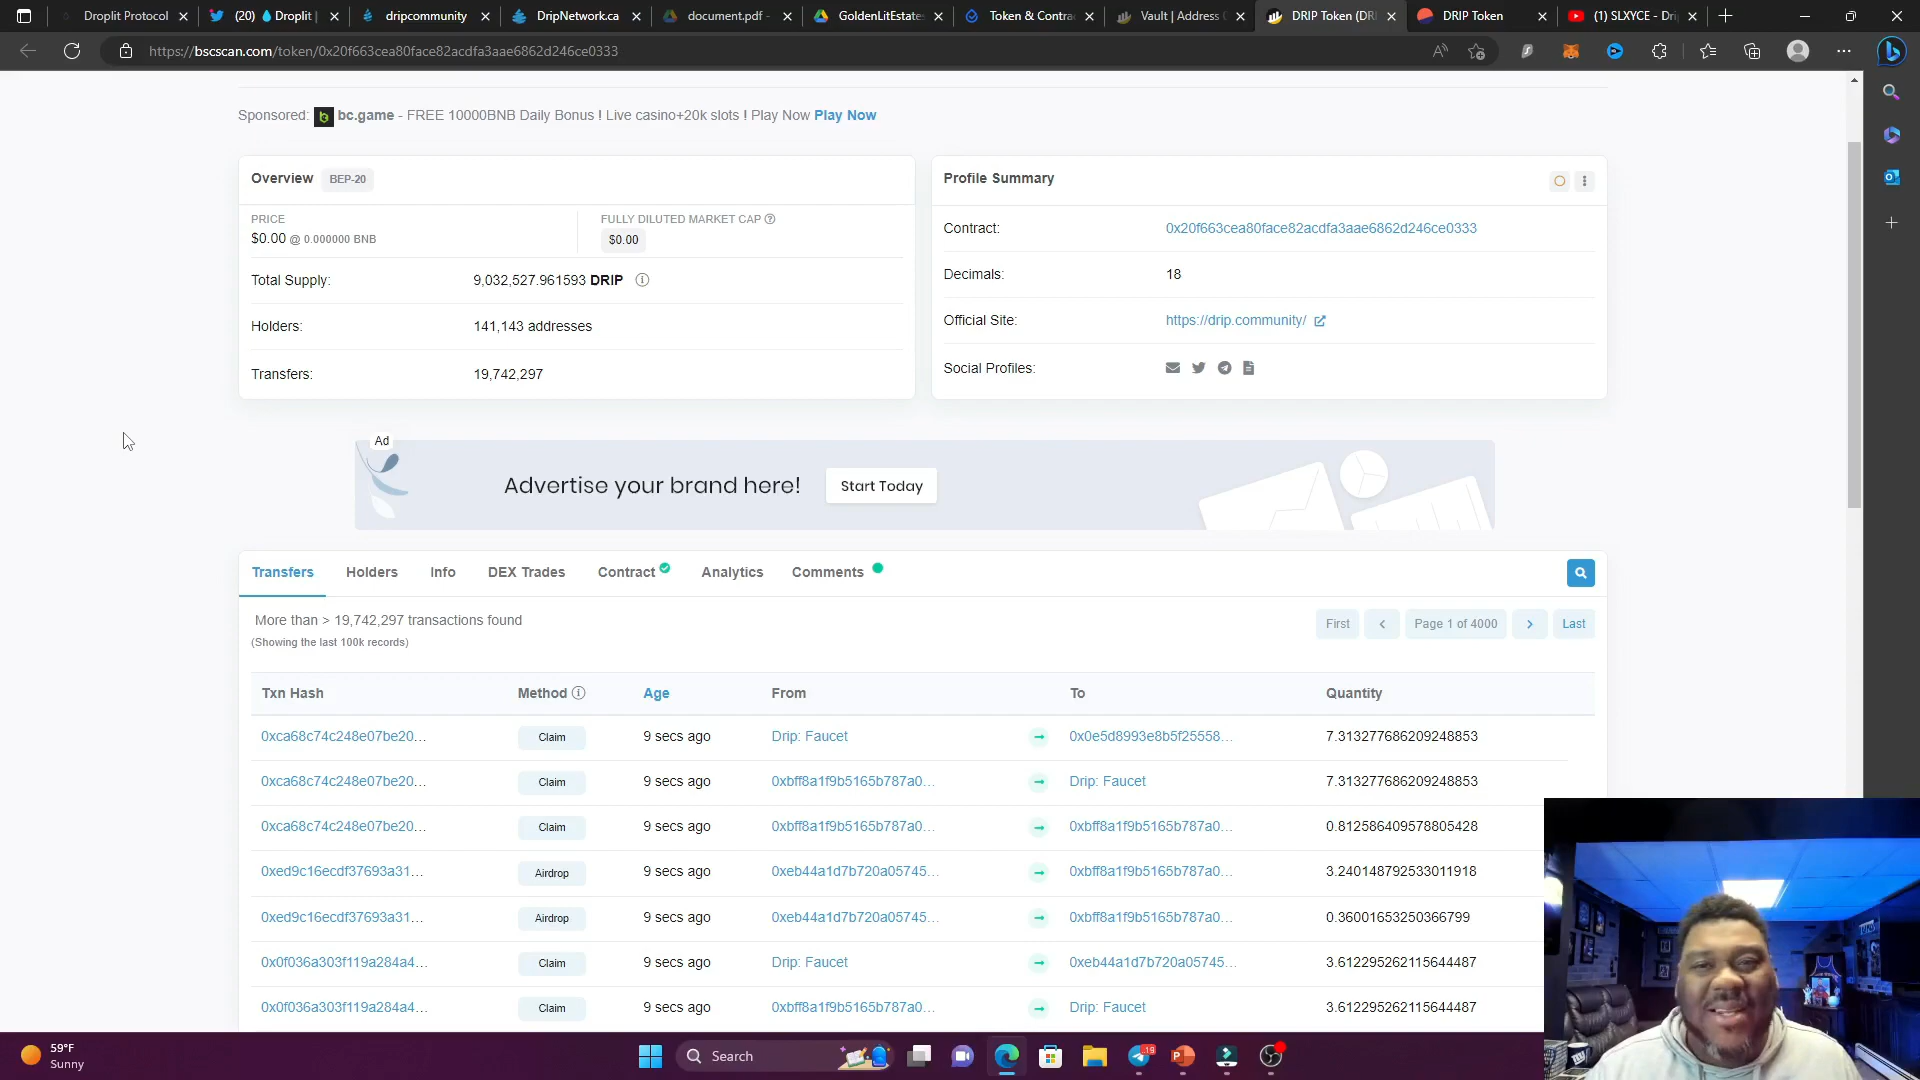 Droplit Protocol
(20) 💧 Droplit |
dripcommunity
DripNetwork.ca
document.pdf -
GoldenLitEstate
Token & Contra
Vault | Address
DRIP Token (DRI
DRIP Token
(1) SLXYCE - Dri
https://bscscan.com/token/0x20f663cea80face82acdfa3aae6862d246ce0333
Sponsored: bc.game - FREE 10000BNB Daily Bonus ! Live casino+20k slots ! Play Now Play Now
Overview BEP-20
PRICE
$0.00 @ 0.000000 BNB
FULLY DILUTED MARKET CAP
$0.00
Total Supply: 9,032,527.961593 DRIP
Holders: 141,143 addresses
Transfers: 19,742,297
Profile Summary
Contract: 0x20f663cea80face82acdfa3aae6862d246ce0333
Decimals: 18
Official Site: https://drip.community/
Social Profiles:
Ad
Advertise your brand here! Start Today
Transfers Holders Info DEX Trades Contract Analytics Comments
More than > 19,742,297 transactions found
(Showing the last 100k records)
First < Page 1 of 4000 > Last
Txn Hash Method Age From To Quantity
0xca68c74c248e07be20... Claim 9 secs ago Drip: Faucet 0x0e5d8993e8b5f25558... 7.313277686209248853
0xca68c74c248e07be20... Claim 9 secs ago 0xbff8a1f9b5165b787a0... Drip: Faucet 7.313277686209248853
0xca68c74c248e07be20... Claim 9 secs ago 0xbff8a1f9b5165b787a0... 0xbff8a1f9b5165b787a0... 0.812586409578805428
0xed9c16ecdf37693a31... Airdrop 9 secs ago 0xeb44a1d7b720a05745... 0xbff8a1f9b5165b787a0... 3.240148792533011918
0xed9c16ecdf37693a31... Airdrop 9 secs ago 0xeb44a1d7b720a05745... 0xbff8a1f9b5165b787a0... 0.36001653250366799
0x0f036a303f119a284a4... Claim 9 secs ago Drip: Faucet 0xeb44a1d7b720a05745... 3.612295262115644487
0x0f036a303f119a284a4... Claim 9 secs ago 0xbff8a1f9b5165b787a0... Drip: Faucet 3.612295262115644487
59°F
Sunny
Search
19